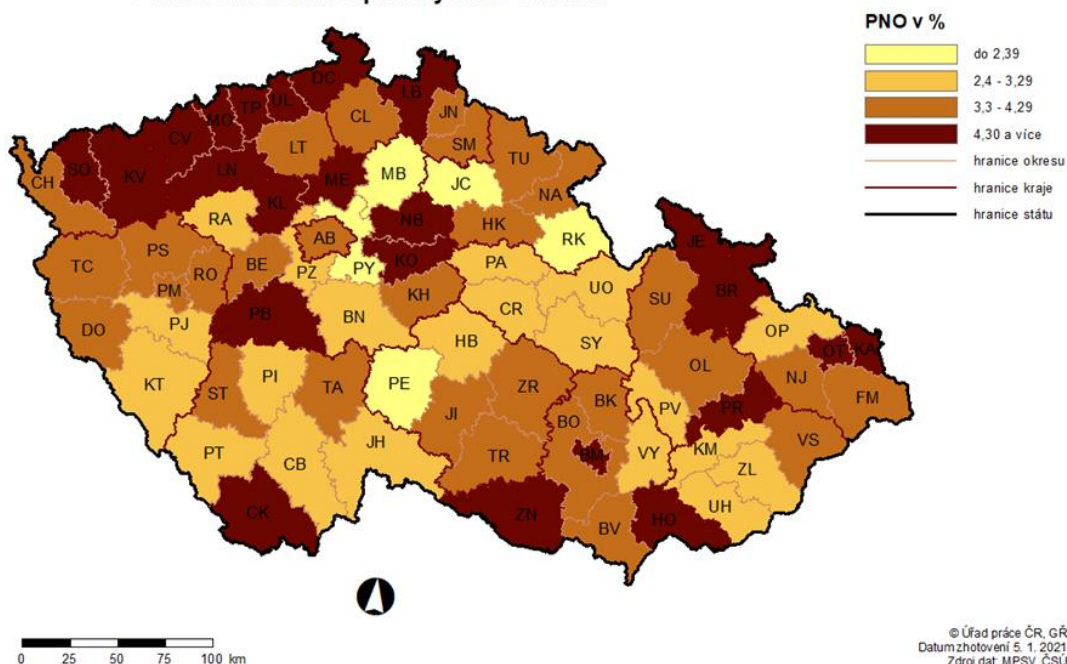 PNO v %
do 2,39
2,4 - 3,29
3,3 - 4,29
4,30 a více
hranice okresu
hranice kraje
hranice státu
DC
LB
UL
TP
MO
CV
SO
KV
CH
LN
LT
CL
JN
SM
TU
NA
ME
MB
JC
RA
KL
NB
HK
RK
AB
KO
PY
PZ
BE
TC
PS
RO
PM
PB
KH
PA
UO
CR
SY
SU
JE
BR
DO
PJ
BN
HB
KT
ST
PI
TA
PE
JI
ZR
BK
BO
BM
OL
OP
OT
KA
NJ
FM
PV
PR
VS
VY
KM
ZL
UH
PT
CB
JH
TR
CK
ZN
BV
HO
0 25 50 75 100 km
© Úřad práce ČR, GŘ
Datum zhotovení 5. 1. 2021
Zdroj dat: MPSV, ČSÚ